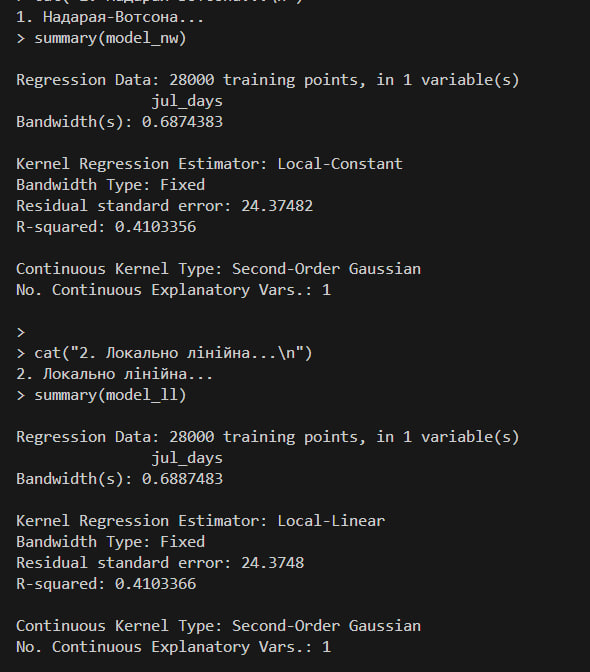 1. Надарая-Вотсона...
> summary(model_nw)
Regression Data: 28000 training points, in 1 variable(s)
jul_days
Bandwidth(s): 0.6874383
Kernel Regression Estimator: Local-Constant
Bandwidth Type: Fixed
Residual standard error: 24.37482
R-squared: 0.4103356
Continuous Kernel Type: Second-Order Gaussian
No. Continuous Explanatory Vars.: 1
>
> cat("2. Локально лінійна...\n")
2. Локально лінійна...
> summary(model_ll)
Regression Data: 28000 training points, in 1 variable(s)
jul_days
Bandwidth(s): 0.6887483
Kernel Regression Estimator: Local-Linear
Bandwidth Type: Fixed
Residual standard error: 24.3748
R-squared: 0.4103366
Continuous Kernel Type: Second-Order Gaussian
No. Continuous Explanatory Vars.: 1